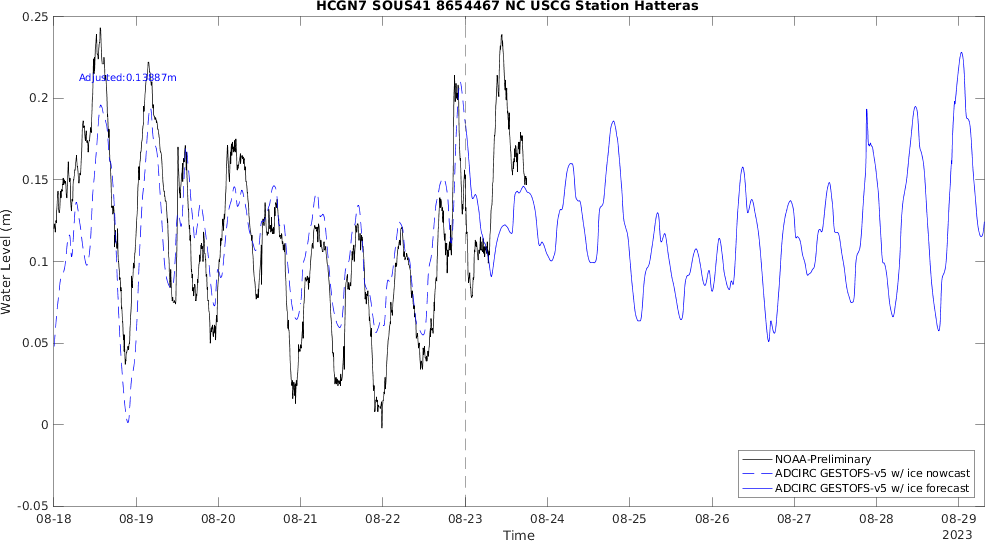 HCGN7 SOUS41 8654467 NC USCG Station Hatteras
0.25
Adjusted:0.13887m
0.2
0.15
0.1
0.05
0
-0.05
Water Level (m)
NOAA-Preliminary
ADCIRC GESTOFS-v5 w/ ice nowcast
ADCIRC GESTOFS-v5 w/ ice forecast
08-18 08-19 08-20 08-21 08-22 08-23 08-24 08-25 08-26 08-27 08-28 08-29
Time
2023